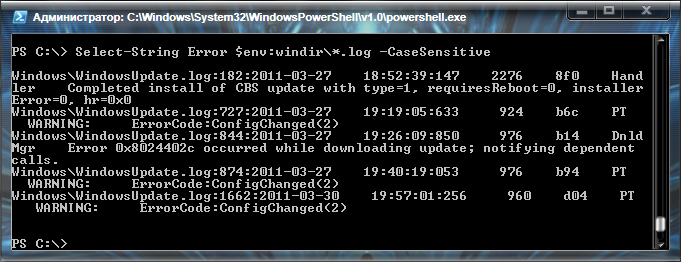 Администратор: C:\Windows\System32\WindowsPowerShell\v1.0\powershell.exe
PS C:\> Select-String Error $env:windir\*.log -CaseSensitive
Windows\WindowsUpdate.log:182:2011-03-27 18:52:39:147 2276 8f0 Hand
ler Completed install of CBS update with type=1, requiresReboot=0, installer
Error=0, hr=0x0
Windows\WindowsUpdate.log:727:2011-03-27 19:19:05:633 924 b6c PT
WARNING: ErrorCode:ConfigChanged(2)
Windows\WindowsUpdate.log:844:2011-03-27 19:26:09:850 976 b14 Dnld
Mgr Error 0x8024402c occurred while downloading update; notifying dependent
calls.
Windows\WindowsUpdate.log:874:2011-03-27 19:40:19:053 976 b94 PT
WARNING: ErrorCode:ConfigChanged(2)
Windows\WindowsUpdate.log:1662:2011-03-30 19:57:01:256 960 d04 PT
WARNING: ErrorCode:ConfigChanged(2)
PS C:\>